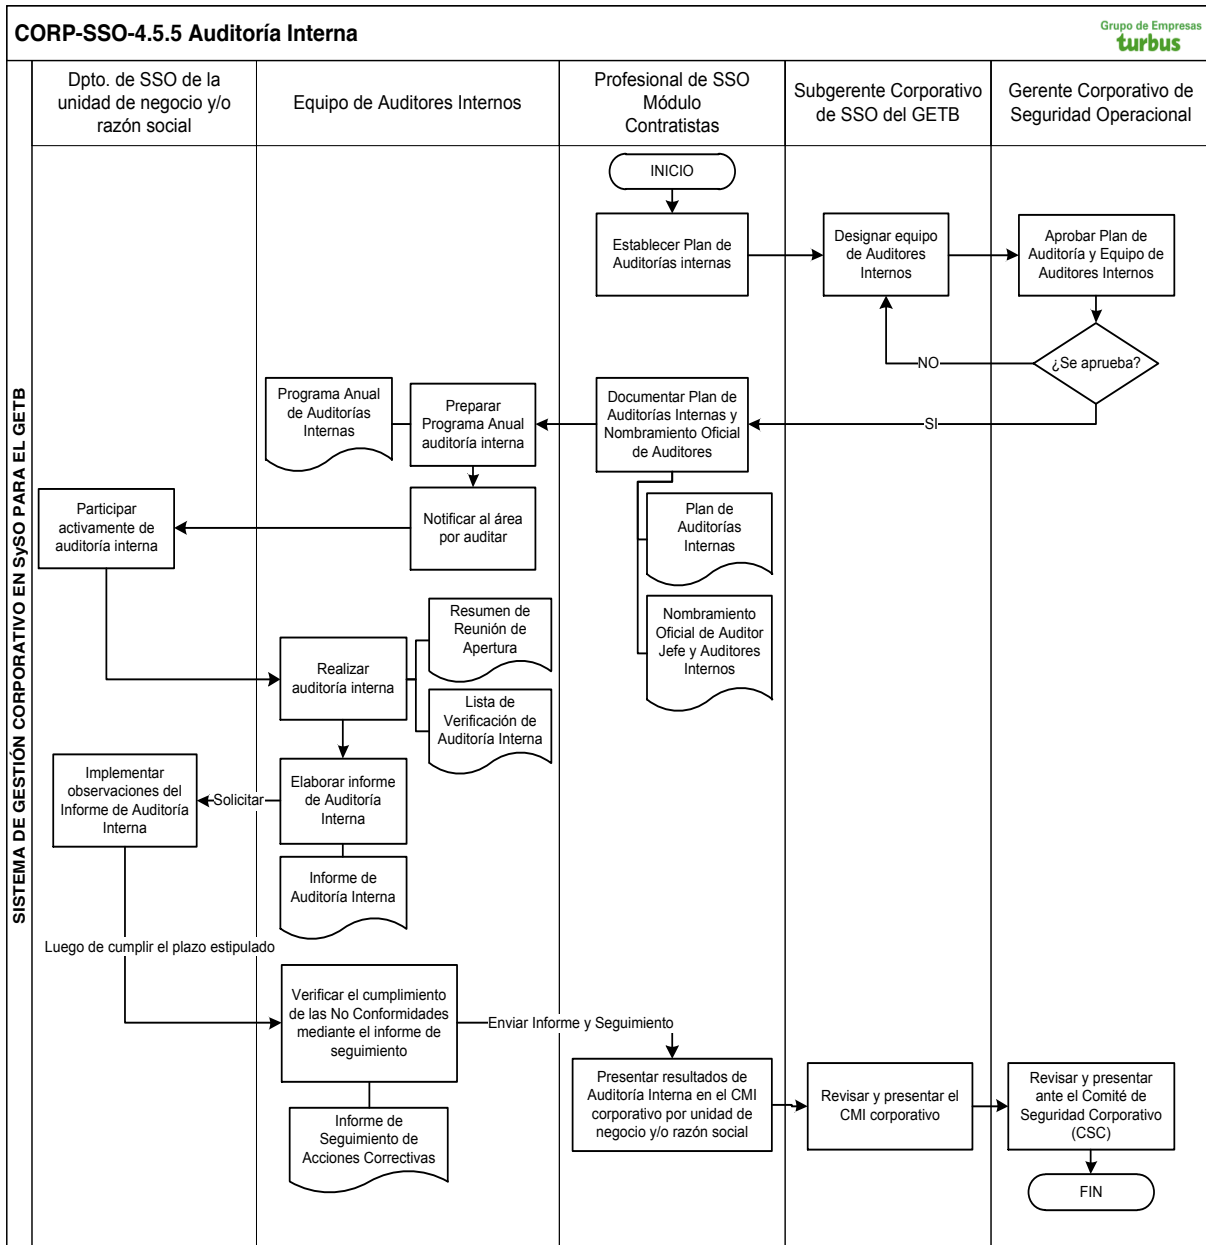 CORP-SSO-4.5.5 Auditoría Interna
Grupo de Empresas
turbus
SISTEMA DE GESTIÓN CORPORATIVO EN SySO PARA EL GETB
Dpto. de SSO de la
unidad de negocio y/o
razón social
Equipo de Auditores Internos
Profesional de SSO
Módulo
Contratistas
Subgerente Corporativo
de SSO del GETB
Gerente Corporativo de
Seguridad Operacional
INICIO
Establecer Plan de
Auditorías internas
Designar equipo
de Auditores
Internos
Aprobar Plan de
Auditoría y Equipo de
Auditores Internos
¿Se aprueba?
NO
SI
Documentar Plan de
Auditorías Internas y
Nombramiento Oficial
de Auditores
Preparar
Programa Anual
auditoría interna
Programa Anual
de Auditorías
Internas
Plan de
Auditorías
Internas
Nombramiento
Oficial de Auditor
Jefe y Auditores
Internos
Notificar al área
por auditar
Participar
activamente de
auditoría interna
Realizar
auditoría interna
Resumen de
Reunión de
Apertura
Lista de
Verificación de
Auditoría Interna
Elaborar informe
de Auditoría
Interna
Solicitar
Implementar
observaciones del
Informe de Auditoría
Interna
Informe de
Auditoría Interna
Luego de cumplir el plazo estipulado
Verificar el cumplimiento
de las No Conformidades
mediante el informe de
seguimiento
Enviar Informe y Seguimiento
Informe de
Seguimiento de
Acciones Correctivas
Presentar resultados de
Auditoría Interna en el CMI
corporativo por unidad de
negocio y/o razón social
Revisar y presentar el
CMI corporativo
Revisar y presentar
ante el Comité de
Seguridad Corporativo
(CSC)
FIN